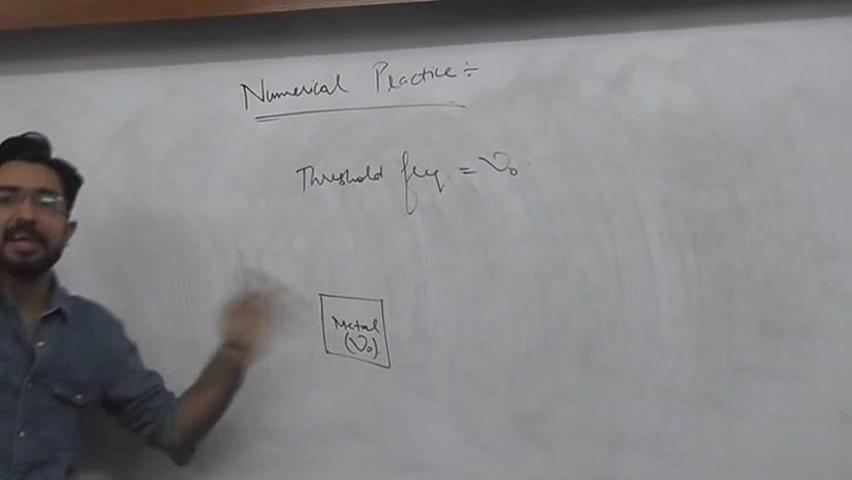 Numerical Practice ÷
Threshold freq. = ν₀
Metal
(ν₀)